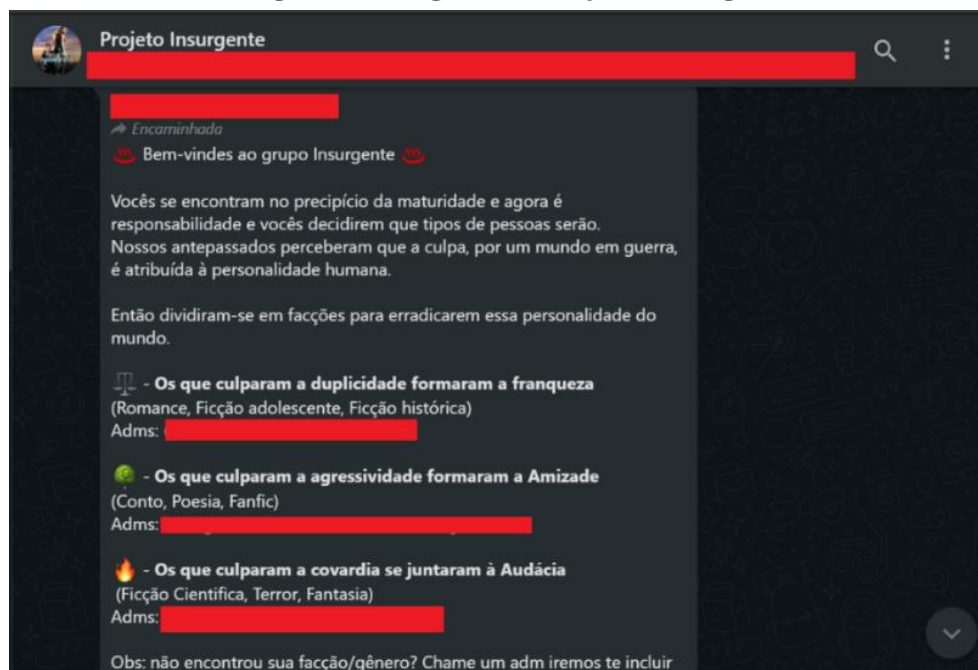 Projeto Insurgente
Encaminhada
Bem-vindes ao grupo Insurgente
Vocês se encontram no precipício da maturidade e agora é
responsabilidade e vocês decidirem que tipos de pessoas serão.
Nossos antepassados perceberam que a culpa, por um mundo em guerra,
é atribuída à personalidade humana.
Então dividiram-se em facções para erradicarem essa personalidade do
mundo.
- Os que culparam a duplicidade formaram a franqueza
(Romance, Ficção adolescente, Ficção histórica)
Adms:
- Os que culparam a agressividade formaram a Amizade
(Conto, Poesia, Fanfic)
Adms:
- Os que culparam a covardia se juntaram à Audácia
(Ficção Cientifica, Terror, Fantasia)
Adms:
Obs: não encontrou sua facção/gênero? Chame um adm iremos te incluir